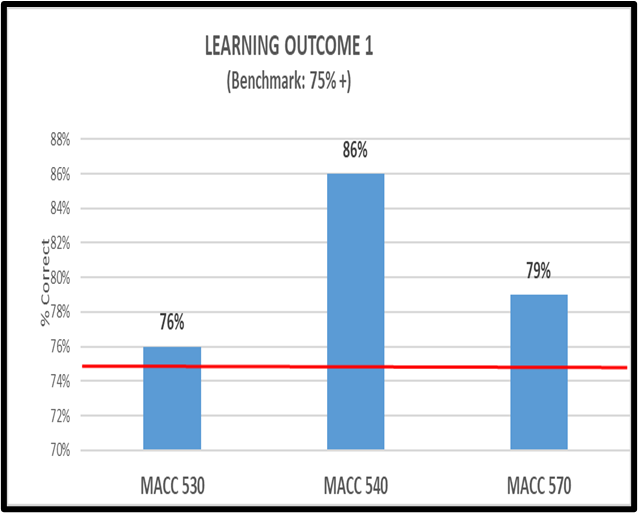 LEARNING OUTCOME 1
(Benchmark: 75% +)
% Correct
88%
86%
84%
82%
80%
78%
76%
74%
72%
70%
76%
86%
79%
MACC 530
MACC 540
MACC 570